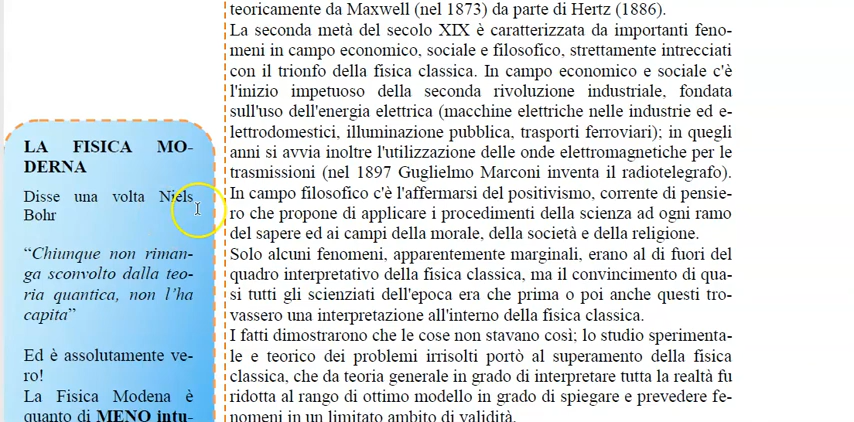 teoricamente da Maxwell (nel 1873) da parte di Hertz (1886).
La seconda metà del secolo XIX è caratterizzata da importanti feno-
meni in campo economico, sociale e filosofico, strettamente intrecciati
con il trionfo della fisica classica. In campo economico e sociale c'è
l'inizio impetuoso della seconda rivoluzione industriale, fondata
sull'uso dell'energia elettrica (macchine elettriche nelle industrie ed e-
lettrodomestici, illuminazione pubblica, trasporti ferroviari); in quegli
anni si avvia inoltre l'utilizzazione delle onde elettromagnetiche per le
trasmissioni (nel 1897 Guglielmo Marconi inventa il radiotelegrafo).
In campo filosofico c'è l'affermarsi del positivismo, corrente di pensie-
ro che propone di applicare i procedimenti della scienza ad ogni ramo
del sapere ed ai campi della morale, della società e della religione.
Solo alcuni fenomeni, apparentemente marginali, erano al di fuori del
quadro interpretativo della fisica classica, ma il convincimento di qua-
si tutti gli scienziati dell'epoca era che prima o poi anche questi tro-
vassero una interpretazione all'interno della fisica classica.
I fatti dimostrarono che le cose non stavano così; lo studio sperimenta-
le e teorico dei problemi irrisolti portò al superamento della fisica
classica, che da teoria generale in grado di interpretare tutta la realtà fu
ridotta al rango di ottimo modello in grado di spiegare e prevedere fe-
nomeni in un limitato ambito di validità.
LA FISICA MO-
DERNA
Disse una volta Niels
Bohr
“Chiunque non riman-
ga sconvolto dalla teo-
ria quantica, non l’ha
capita”
Ed è assolutamente ve-
ro!
La Fisica Modena è
quanto di MENO intu-